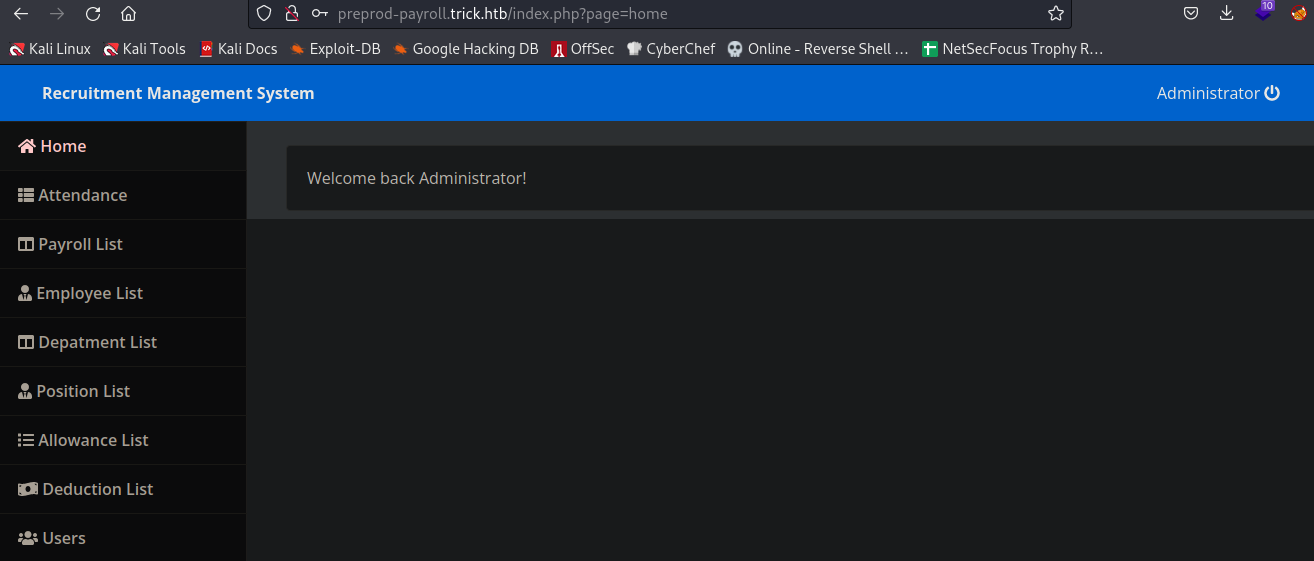 preprod-payroll.trick.htb/index.php?page=home
10
Kali Linux Kali Tools Kali Docs Exploit-DB Google Hacking DB OffSec CyberChef Online - Reverse Shell … NetSecFocus Trophy R…
Recruitment Management System Administrator
Home
Welcome back Administrator!
Attendance
Payroll List
Employee List
Depatment List
Position List
Allowance List
Deduction List
Users